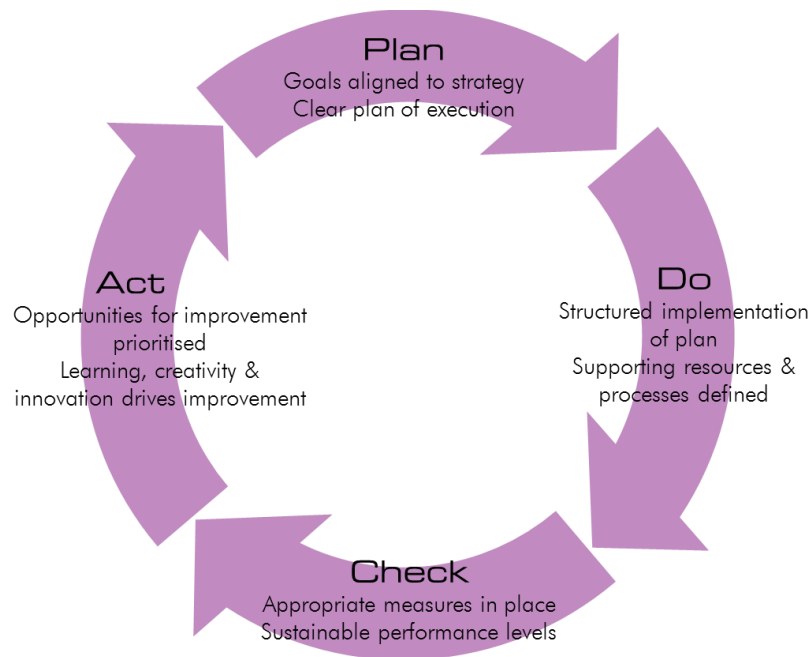 Plan
Goals aligned to strategy
Clear plan of execution
Do
Structured implementation
of plan
Supporting resources &
processes defined
Check
Appropriate measures in place
Sustainable performance levels
Act
Opportunities for improvement
prioritised
Learning, creativity &
innovation drives improvement